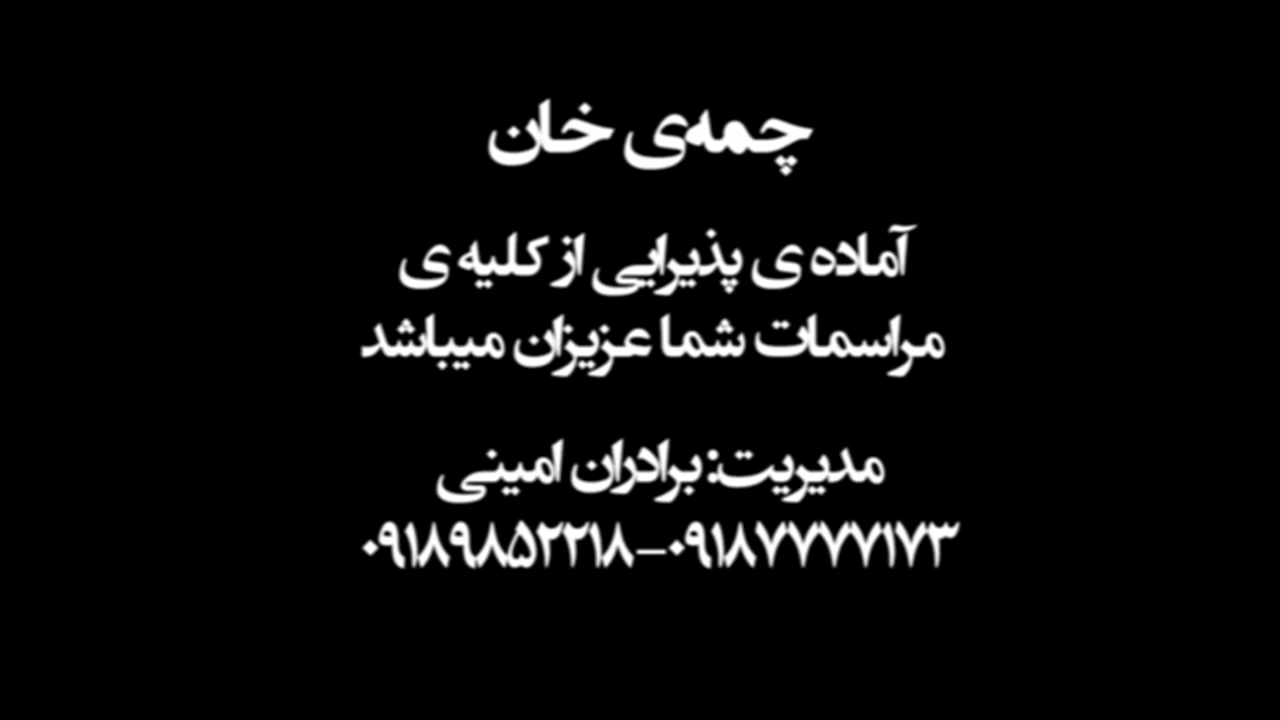 چمه‌ی خان
آماده ی پذیرایی از کلیه ی
مراسمات شما عزیزان میباشد
مدیریت: برادران امینی
۰۹۱۸۹۸۵۲۲۱۸-۰۹۱۸۷۷۷۷۱۷۳